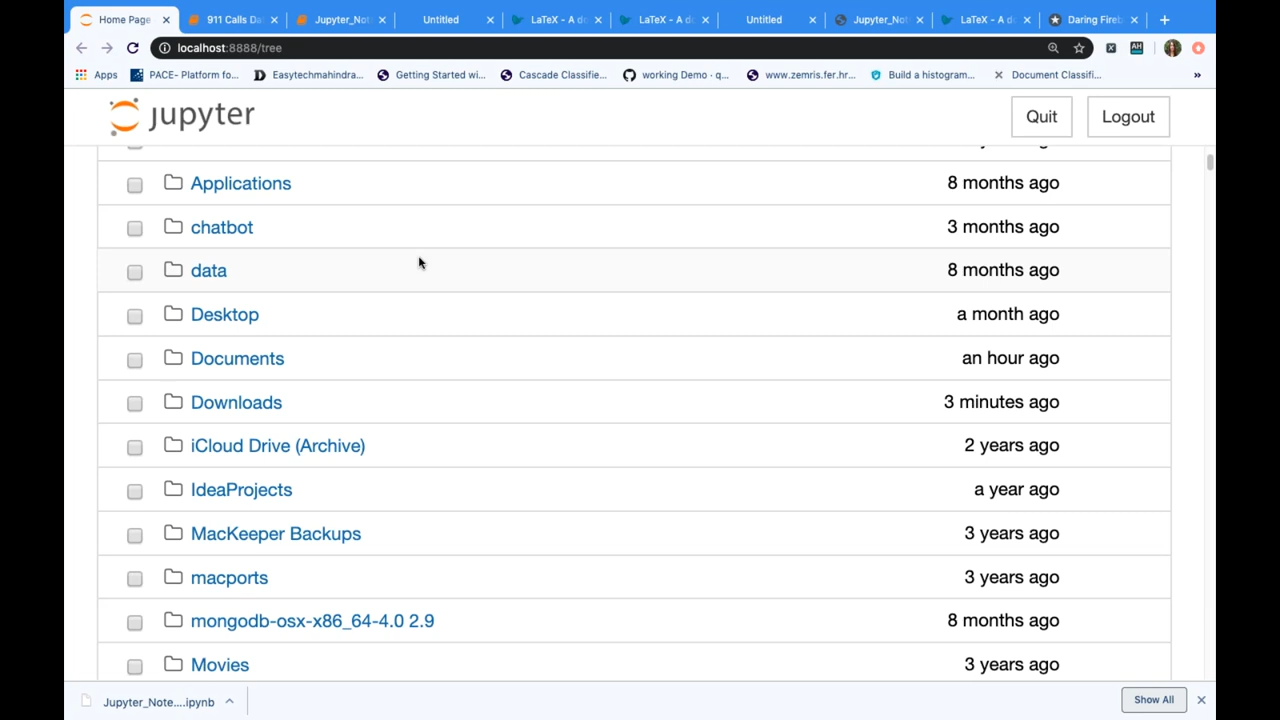 Home Page
911 Calls Da
Jupyter_Not
Untitled
LaTeX - A do
LaTeX - A do
Untitled
Jupyter_Not
LaTeX - A do
Daring Fireb
localhost:8888/tree
Apps
PACE- Platform fo...
Easytechmahindra...
Getting Started wi...
Cascade Classifie...
working Demo · q...
www.zemris.fer.hr...
Build a histogram...
Document Classifi...
»
jupyter
Quit
Logout
Applications 8 months ago
chatbot 3 months ago
data 8 months ago
Desktop a month ago
Documents an hour ago
Downloads 3 minutes ago
iCloud Drive (Archive) 2 years ago
IdeaProjects a year ago
MacKeeper Backups 3 years ago
macports 3 years ago
mongodb-osx-x86_64-4.0 2.9 8 months ago
Movies 3 years ago
Jupyter_Note....ipynb
Show All